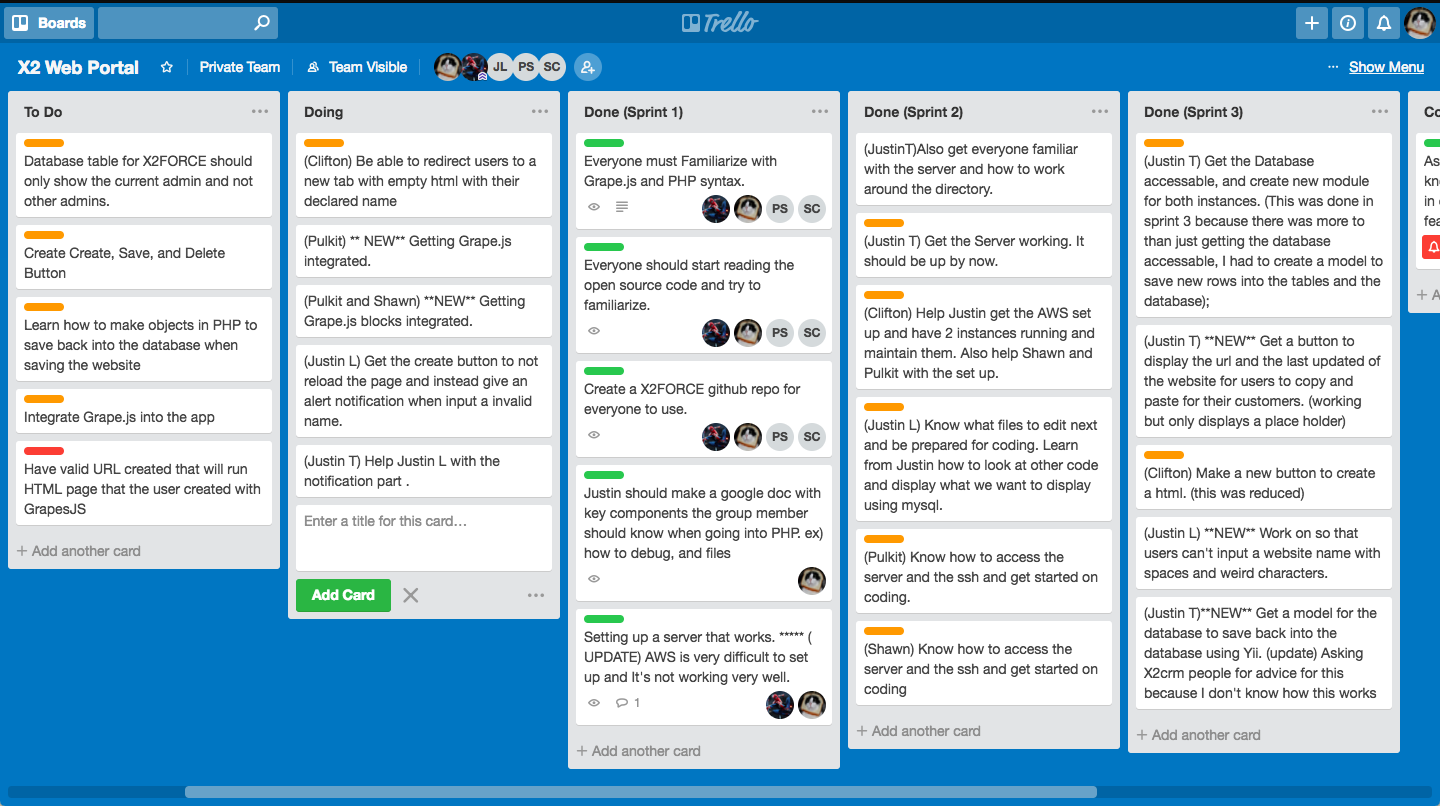 Boards
Trello
X2 Web Portal
Private Team
Team Visible
JL
PS
SC
Show Menu
To Do
Database table for X2FORCE should
only show the current admin and not
other admins.
Create Create, Save, and Delete
Button
Learn how to make objects in PHP to
save back into the database when
saving the website
Integrate Grape.js into the app
Have valid URL created that will run
HTML page that the user created with
GrapesJS
+ Add another card
Doing
(Clifton) Be able to redirect users to a
new tab with empty html with their
declared name
(Pulkit) ** NEW** Getting Grape.js
integrated.
(Pulkit and Shawn) **NEW** Getting
Grape.js blocks integrated.
(Justin L) Get the create button to not
reload the page and instead give an
alert notification when input a invalid
name.
(Justin T) Help Justin L with the
notification part .
Enter a title for this card...
Add Card
Done (Sprint 1)
Everyone must Familiarize with
Grape.js and PHP syntax.
PS
SC
Everyone should start reading the
open source code and try to
familiarize.
PS
SC
Create a X2FORCE github repo for
everyone to use.
PS
SC
Justin should make a google doc with
key components the group member
should know when going into PHP. ex)
how to debug, and files
Setting up a server that works. ***** (
UPDATE) AWS is very difficult to set
up and It's not working very well.
1
+ Add another card
Done (Sprint 2)
(JustinT)Also get everyone familiar
with the server and how to work
around the directory.
(Justin T) Get the Server working. It
should be up by now.
(Clifton) Help Justin get the AWS set
up and have 2 instances running and
maintain them. Also help Shawn and
Pulkit with the set up.
(Justin L) Know what files to edit next
and be prepared for coding. Learn
from Justin how to look at other code
and display what we want to display
using mysql.
(Pulkit) Know how to access the
server and the ssh and get started on
coding.
(Shawn) Know how to access the
server and the ssh and get started on
coding
+ Add another card
Done (Sprint 3)
(Justin T) Get the Database
accessable, and create new module
for both instances. (This was done in
sprint 3 because there was more to
than just getting the database
accessable, I had to create a model to
save new rows into the tables and the
database);
(Justin T) **NEW** Get a button to
display the url and the last updated of
the website for users to copy and
paste for their customers. (working
but only displays a place holder)
(Clifton) Make a new button to create
a html. (this was reduced)
(Justin L) **NEW** Work on so that
users can't input a website name with
spaces and weird characters.
(Justin T)**NEW** Get a model for the
database to save back into the
database using Yii. (update) Asking
X2crm people for advice for this
because I don't know how this works
+ Add another card